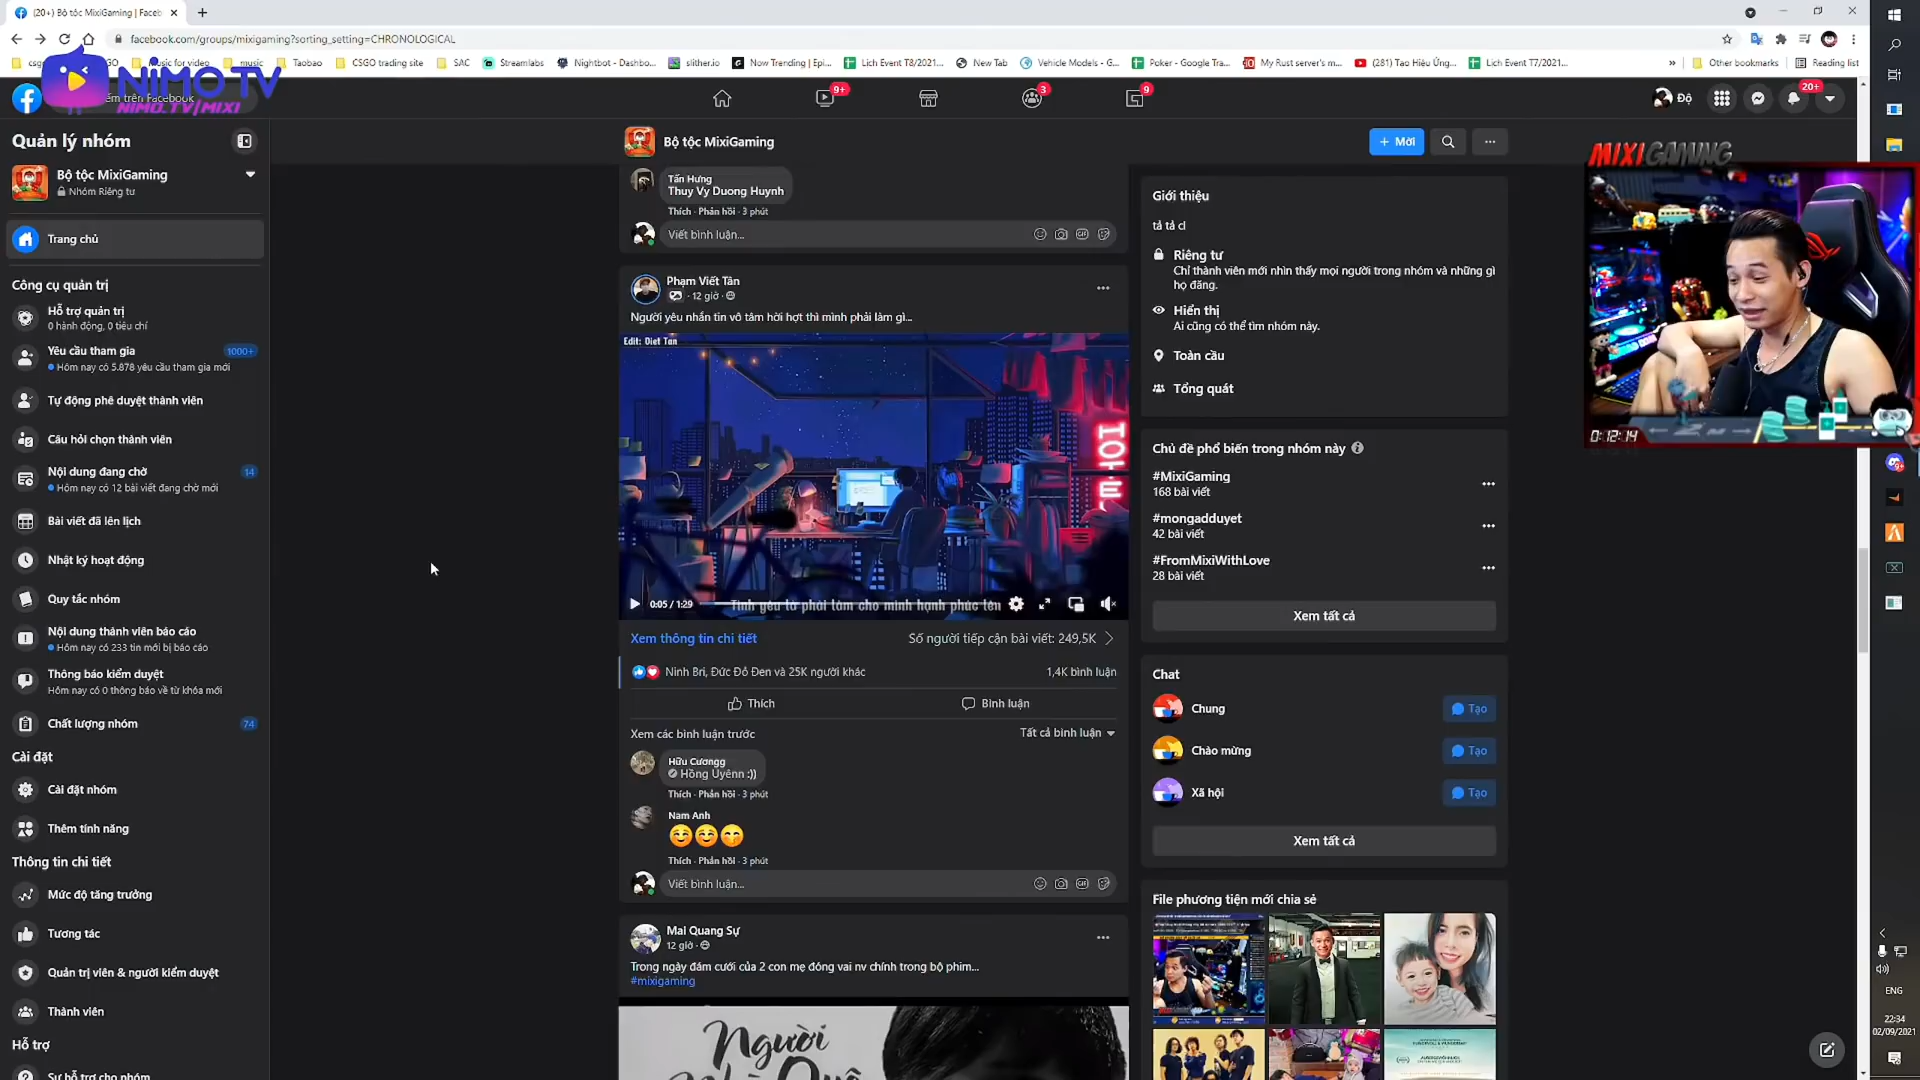 (20+) Bộ tộc MixiGaming | Faceb
facebook.com/groups/mixigaming?sorting_setting=CHRONOLOGICAL
music for video
music
Taobao
CSGO trading site
SAC
Streamlabs
Nightbot - Dashbo...
slither.io
Now Trending | Epi...
Lich Event T8/2021...
New Tab
Vehicle Models - G...
Poker - Google Tra...
My Rust server's m...
(281) Tạo Hiệu Ứng...
Lich Event T7/2021...
»
Other bookmarks
Reading list
NIMO TV
NIMO.TV/MIXI
kiếm trên Facebook
9+
3
9
Độ
20+
Quản lý nhóm
Bộ tộc MixiGaming
Nhóm Riêng tư
Trang chủ
Công cụ quản trị
Hỗ trợ quản trị
0 hành động, 0 tiêu chí
Yêu cầu tham gia
1000+
Hôm nay có 5.878 yêu cầu tham gia mới
Tự động phê duyệt thành viên
Câu hỏi chọn thành viên
Nội dung đang chờ
14
Hôm nay có 12 bài viết đang chờ mới
Bài viết đã lên lịch
Nhật ký hoạt động
Quy tắc nhóm
Nội dung thành viên báo cáo
Hôm nay có 233 tin mới bị báo cáo
Thông báo kiểm duyệt
Hôm nay có 0 thông báo về từ khóa mới
Chất lượng nhóm
74
Cài đặt
Cài đặt nhóm
Thêm tính năng
Thông tin chi tiết
Mức độ tăng trưởng
Tương tác
Quản trị viên & người kiểm duyệt
Thành viên
Hỗ trợ
Sự hỗ trợ cho nhóm
Bộ tộc MixiGaming
+ Mời
Tấn Hưng
Thuy Vy Duong Huynh
Thích · Phản hồi · 3 phút
Viết bình luận...
Phạm Viết Tân
· 12 giờ ·
Người yêu nhắn tin vô tâm hời hợt thì mình phải làm gì...
Edit: Diet Tan
0:05 / 1:29
Tình yêu là phải làm cho mình hạnh phúc lên
Xem thông tin chi tiết
Số người tiếp cận bài viết: 249,5K
Ninh Bri, Đức Đỏ Đen và 25K người khác
1,4K bình luận
Thích
Bình luận
Xem các bình luận trước
Tất cả bình luận
Hữu Cươngg
Hồng Uyênn :))
Thích · Phản hồi · 3 phút
Nam Anh
Thích · Phản hồi · 3 phút
Viết bình luận...
Mai Quang Sự
12 giờ ·
Trong ngày đám cưới của 2 con mẹ đóng vai nv chính trong bộ phim...
#mixigaming
Người
Giới thiệu
tả tả cl
Riêng tư
Chỉ thành viên mới nhìn thấy mọi người trong nhóm và những gì
họ đăng.
Hiển thị
Ai cũng có thể tìm nhóm này.
Toàn cầu
Tổng quát
Chủ đề phổ biến trong nhóm này
#MixiGaming
168 bài viết
#mongadduyet
42 bài viết
#FromMixiWithLove
28 bài viết
Xem tất cả
Chat
Chung
Tạo
Chào mừng
Tạo
Xã hội
Tạo
Xem tất cả
File phương tiện mới chia sẻ
MIXIGAMING
0:12:14
ENG
22:34
02/09/2021